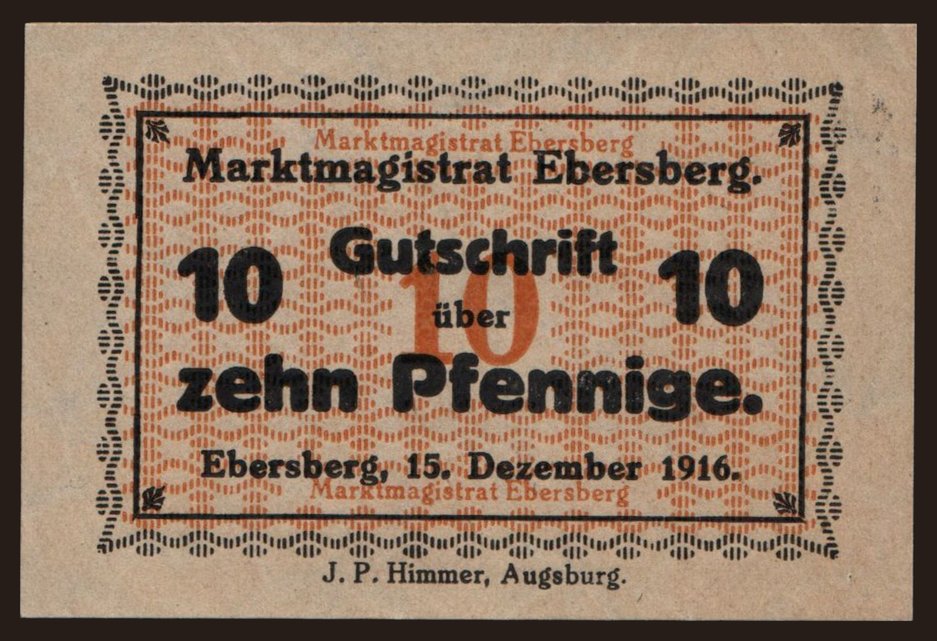 Marktmagistrat Ebersberg
Marktmagistrat Ebersberg.
Gutschrift
10 10 10
über
zehn Pfennige.
Ebersberg, 15. Dezember 1916.
Marktmagistrat Ebersberg
J. P. Himmer, Augsburg.